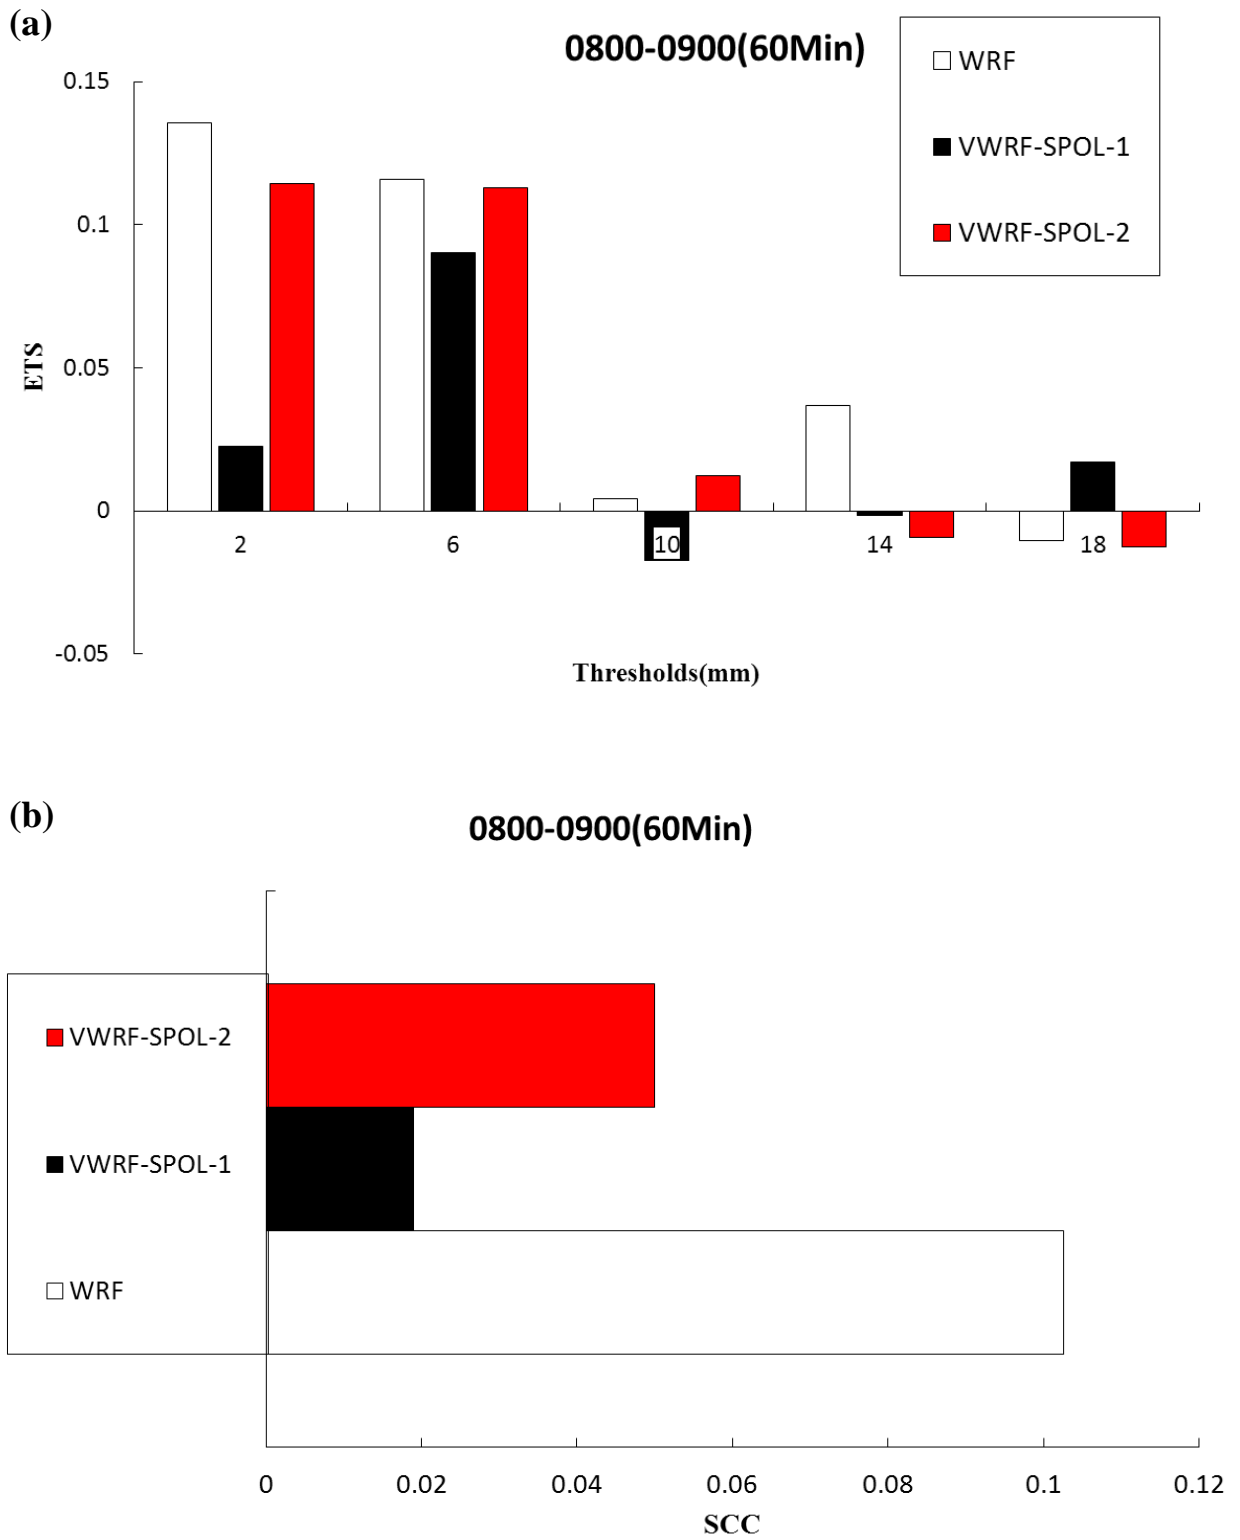 (a)
0800-0900(60Min)
WRF
VWRF-SPOL-1
VWRF-SPOL-2
0.15
0.1
0.05
0
-0.05
ETS
2 6 10 14 18
Thresholds(mm)
(b)
0800-0900(60Min)
VWRF-SPOL-2
VWRF-SPOL-1
WRF
0 0.02 0.04 0.06 0.08 0.1 0.12
SCC